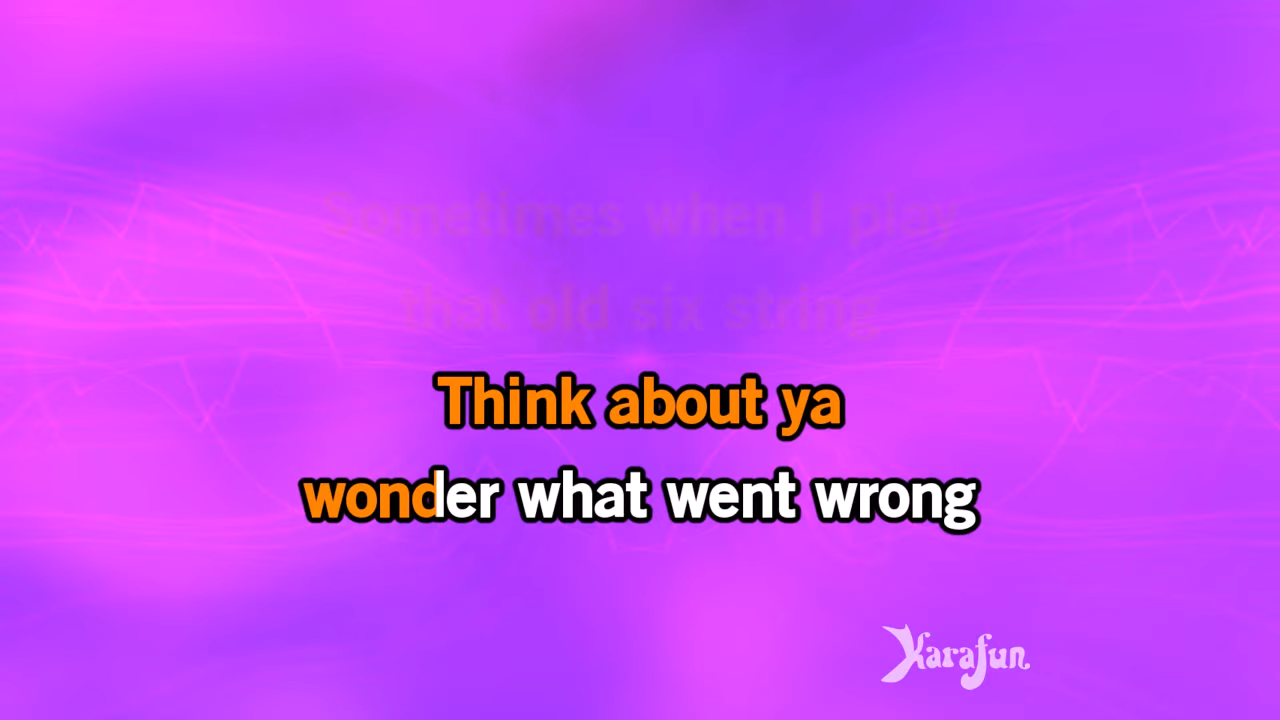 Sometimes when I play
that old six string
Think about ya
wonder what went wrong
Karafun